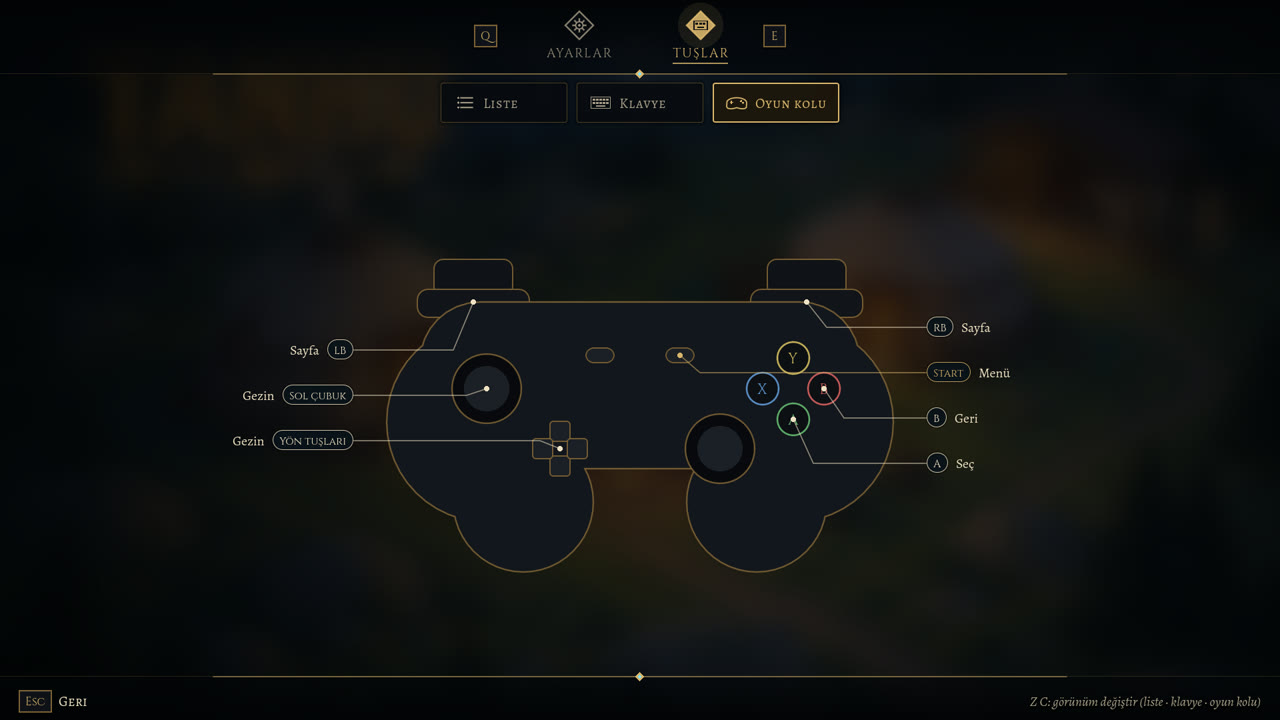 Q
AYARLAR
TUŞLAR
E
Liste
Klavye
Oyun kolu
Sayfa LB
Gezin SOL ÇUBUK
Gezin YÖN TUŞLARI
Y
X
B
A
RB Sayfa
START Menü
B Geri
A Seç
Esc Geri
Z C: görünüm değiştir (liste · klavye · oyun kolu)